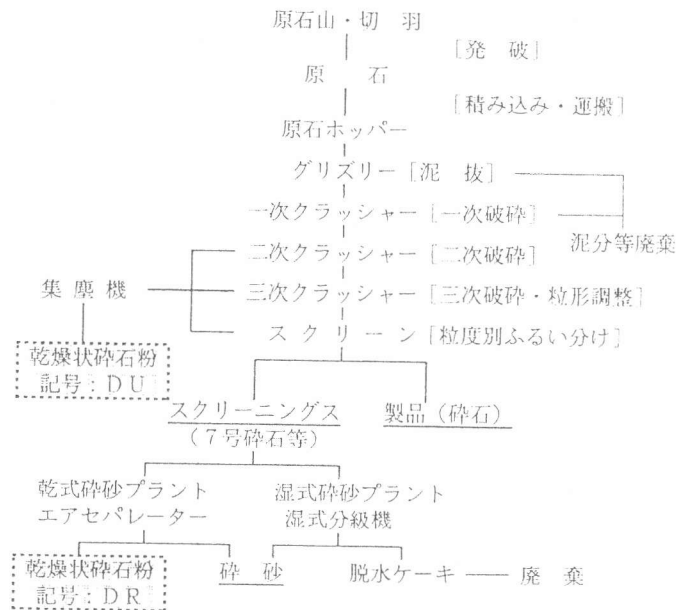 原石山・切羽
[発破]
原石
[積み込み・運搬]
原石ホッパー
グリズリー[泥抜]
一次クラッシャー[一次破砕]
泥分等廃棄
二次クラッシャー[二次破砕]
集塵機
三次クラッシャー[三次破砕・粒形調整]
スクリーン[粒度別ふるい分け]
乾燥状砕石粉
記号:DU
スクリーニングス
製品(砕石)
(7号砕石等)
乾式砕砂プラント
湿式砕砂プラント
エアセパレーター
湿式分級機
乾燥状砕石粉
記号:DR
砕砂
脱水ケーキ
廃棄